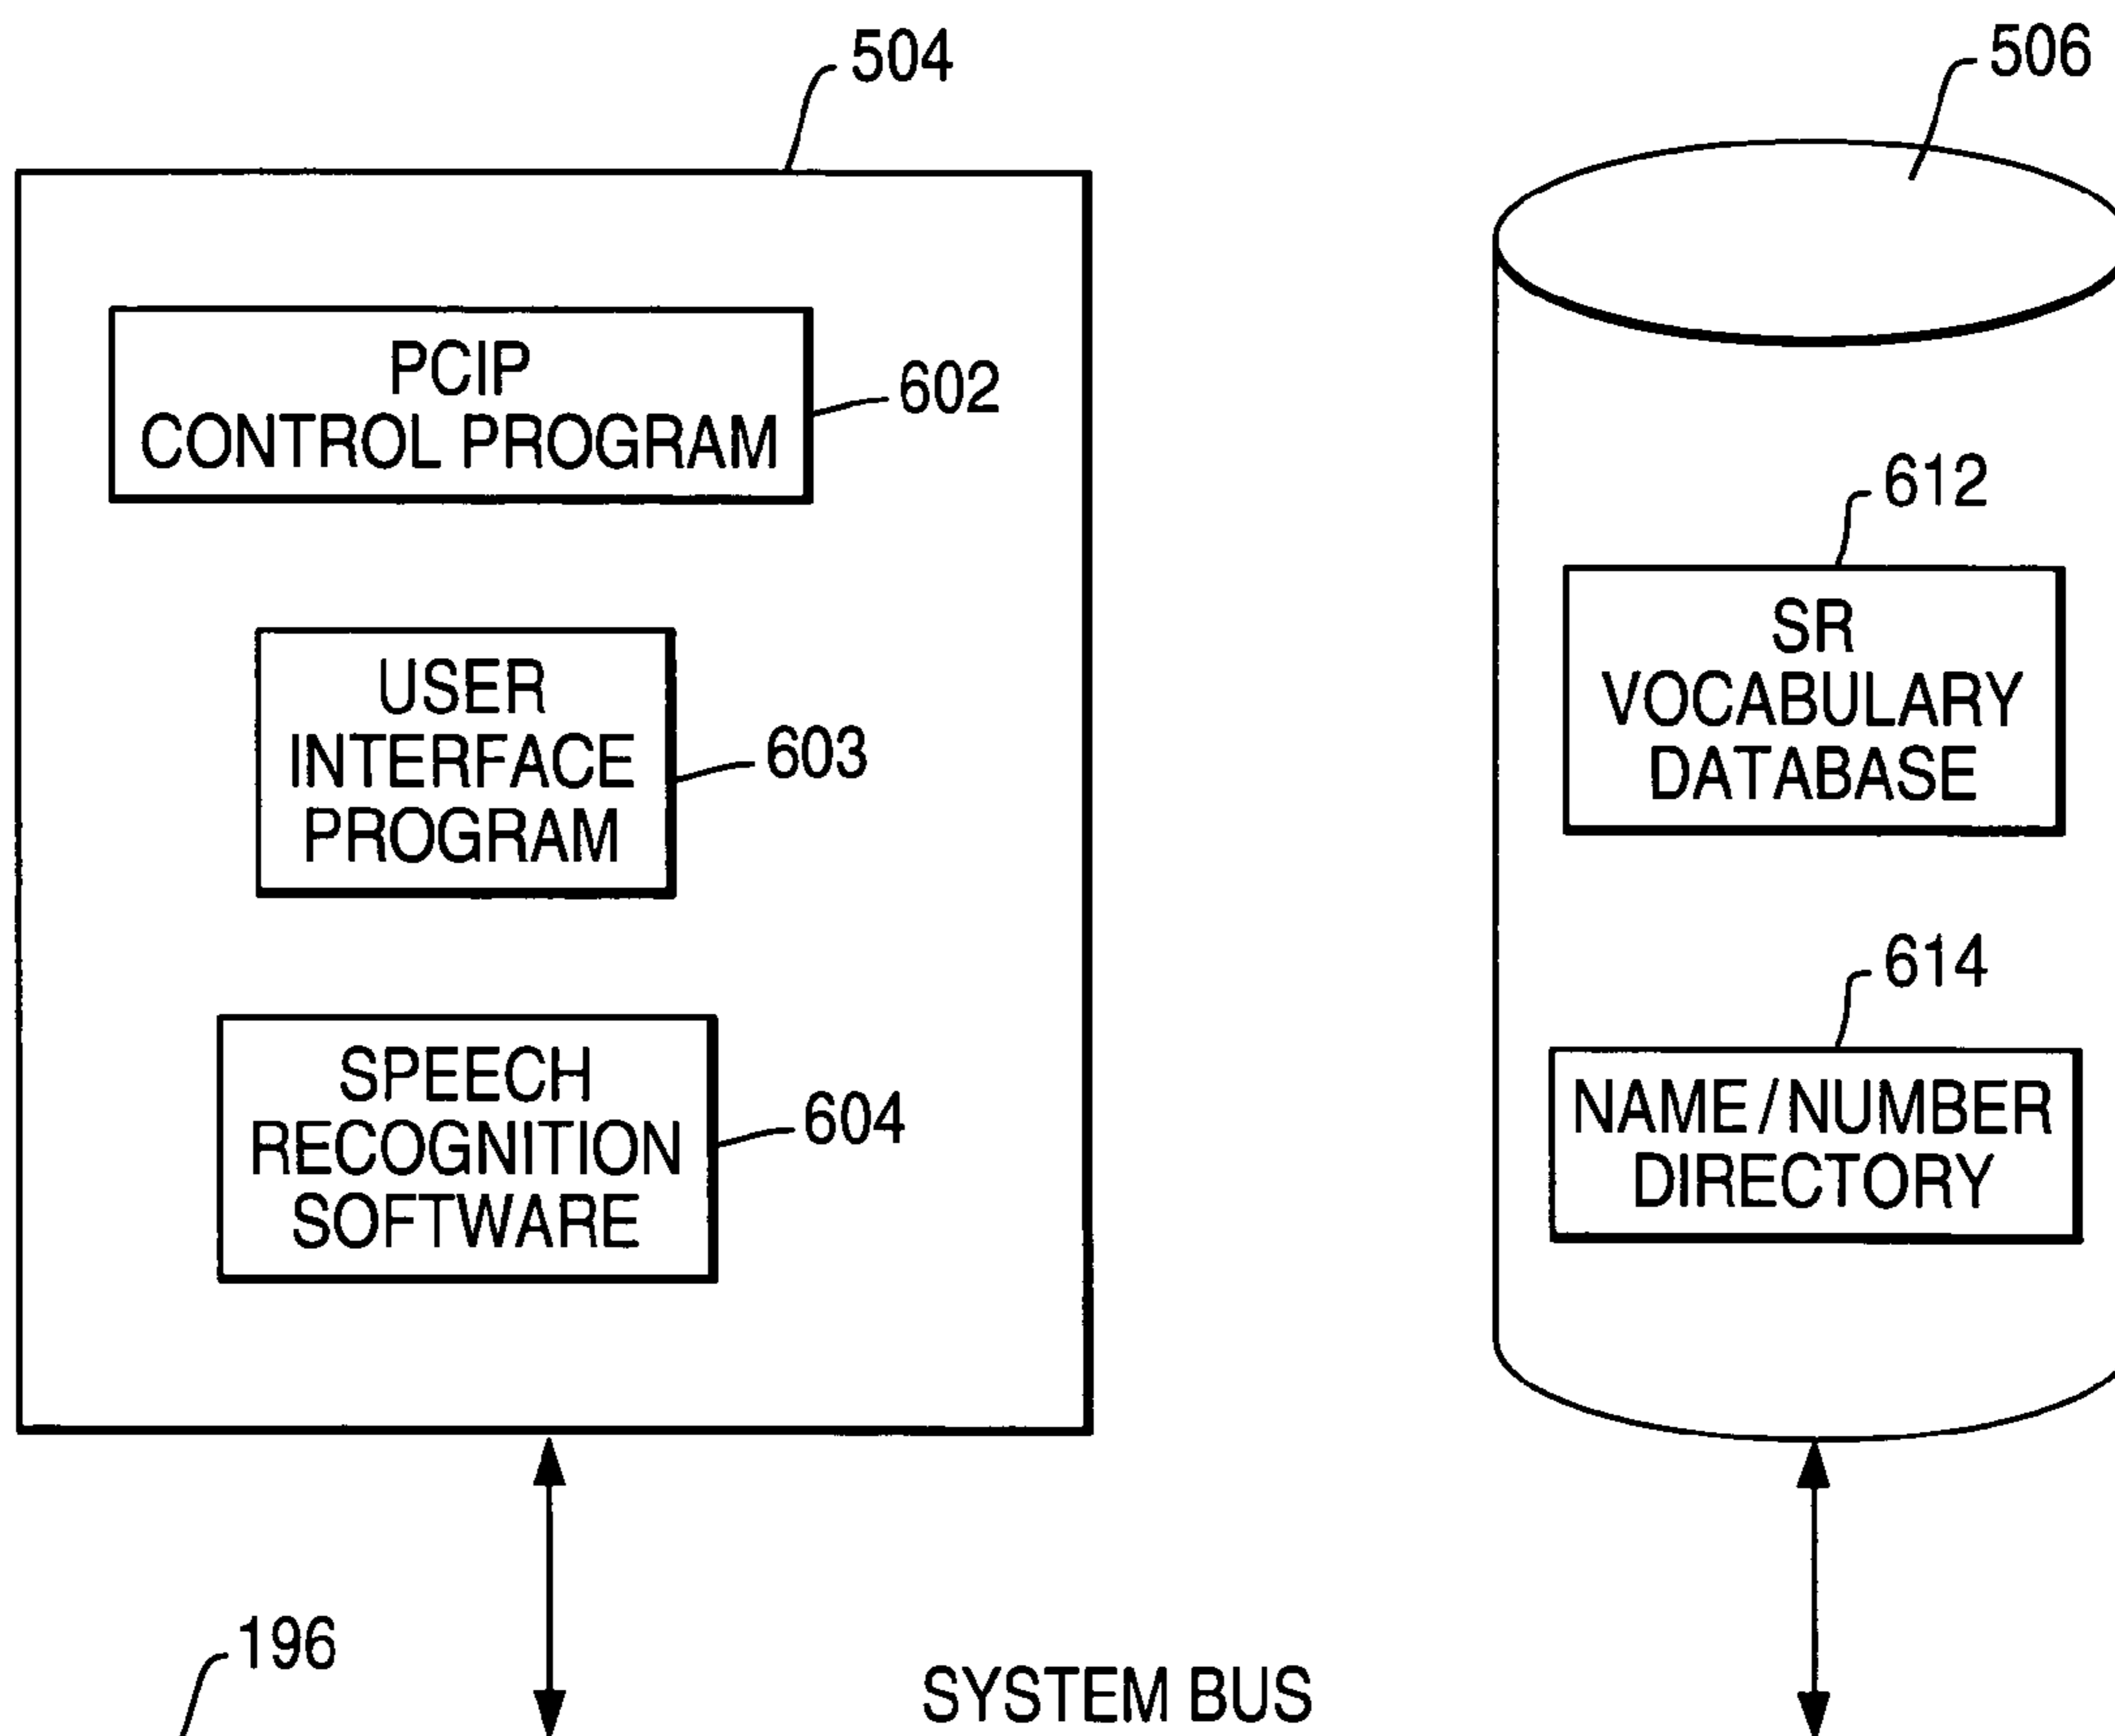 504
506
PCIP
CONTROL PROGRAM
602
USER
INTERFACE
PROGRAM
603
SPEECH
RECOGNITION
SOFTWARE
604
612
SR
VOCABULARY
DATABASE
614
NAME/NUMBER
DIRECTORY
196
SYSTEM BUS